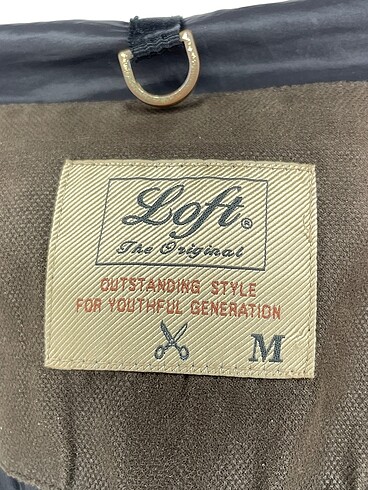 Loft®
The Original
OUTSTANDING STYLE
FOR YOUTHFUL GENERATION
M